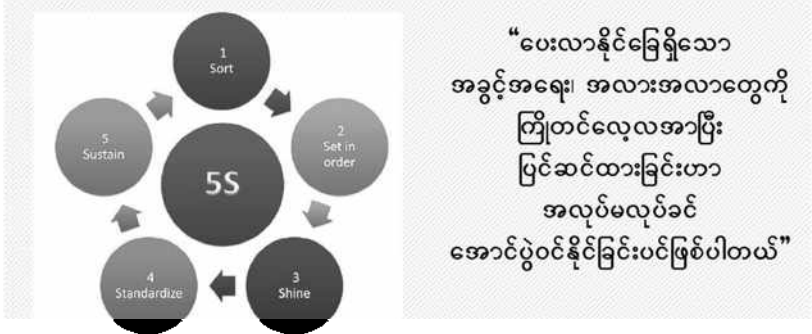 1
Sort
2
Set in
order
3
Shine
4
Standardize
5
Sustain
5S
“ပေးလာနိုင်ခြေရှိသော
အခွင့်အရေး၊ အလားအလာတွေကို
ကြိုတင်လေ့လအာပြီး
ပြင်ဆင်ထားခြင်းဟာ
အလုပ်မလုပ်ခင်
အောင်ပွဲဝင်နိုင်ခြင်းပင်ဖြစ်ပါတယ်”